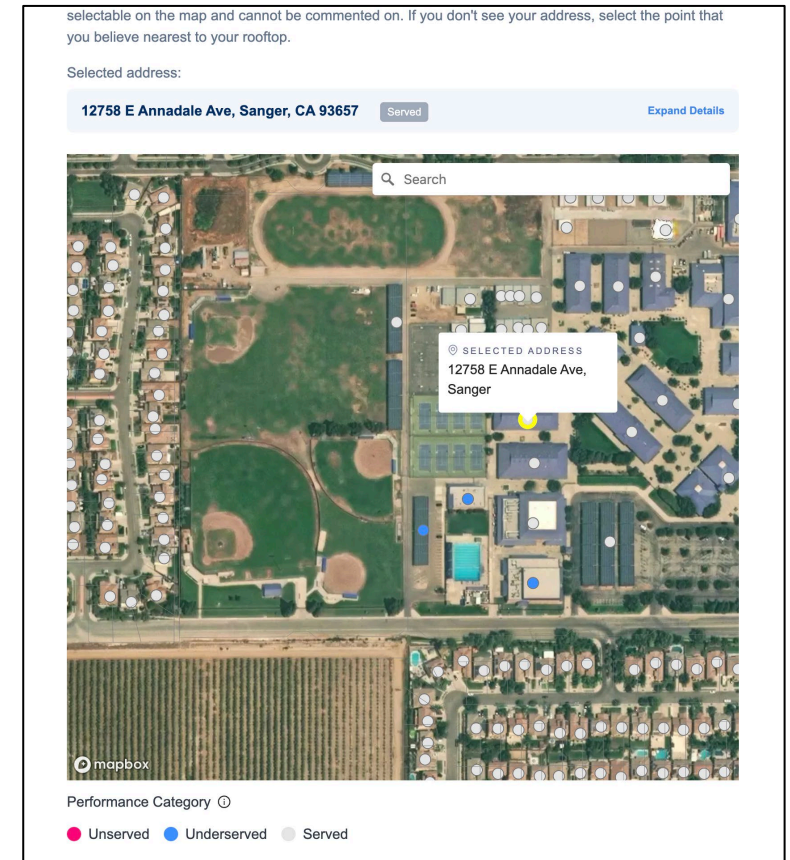 selectable on the map and cannot be commented on. If you don't see your address, select the point that
you believe nearest to your rooftop.
Selected address:
12758 E Annadale Ave, Sanger, CA 93657 Served Expand Details
Search
SELECTED ADDRESS
12758 E Annadale Ave,
Sanger
mapbox
Performance Category
Unserved Underserved Served